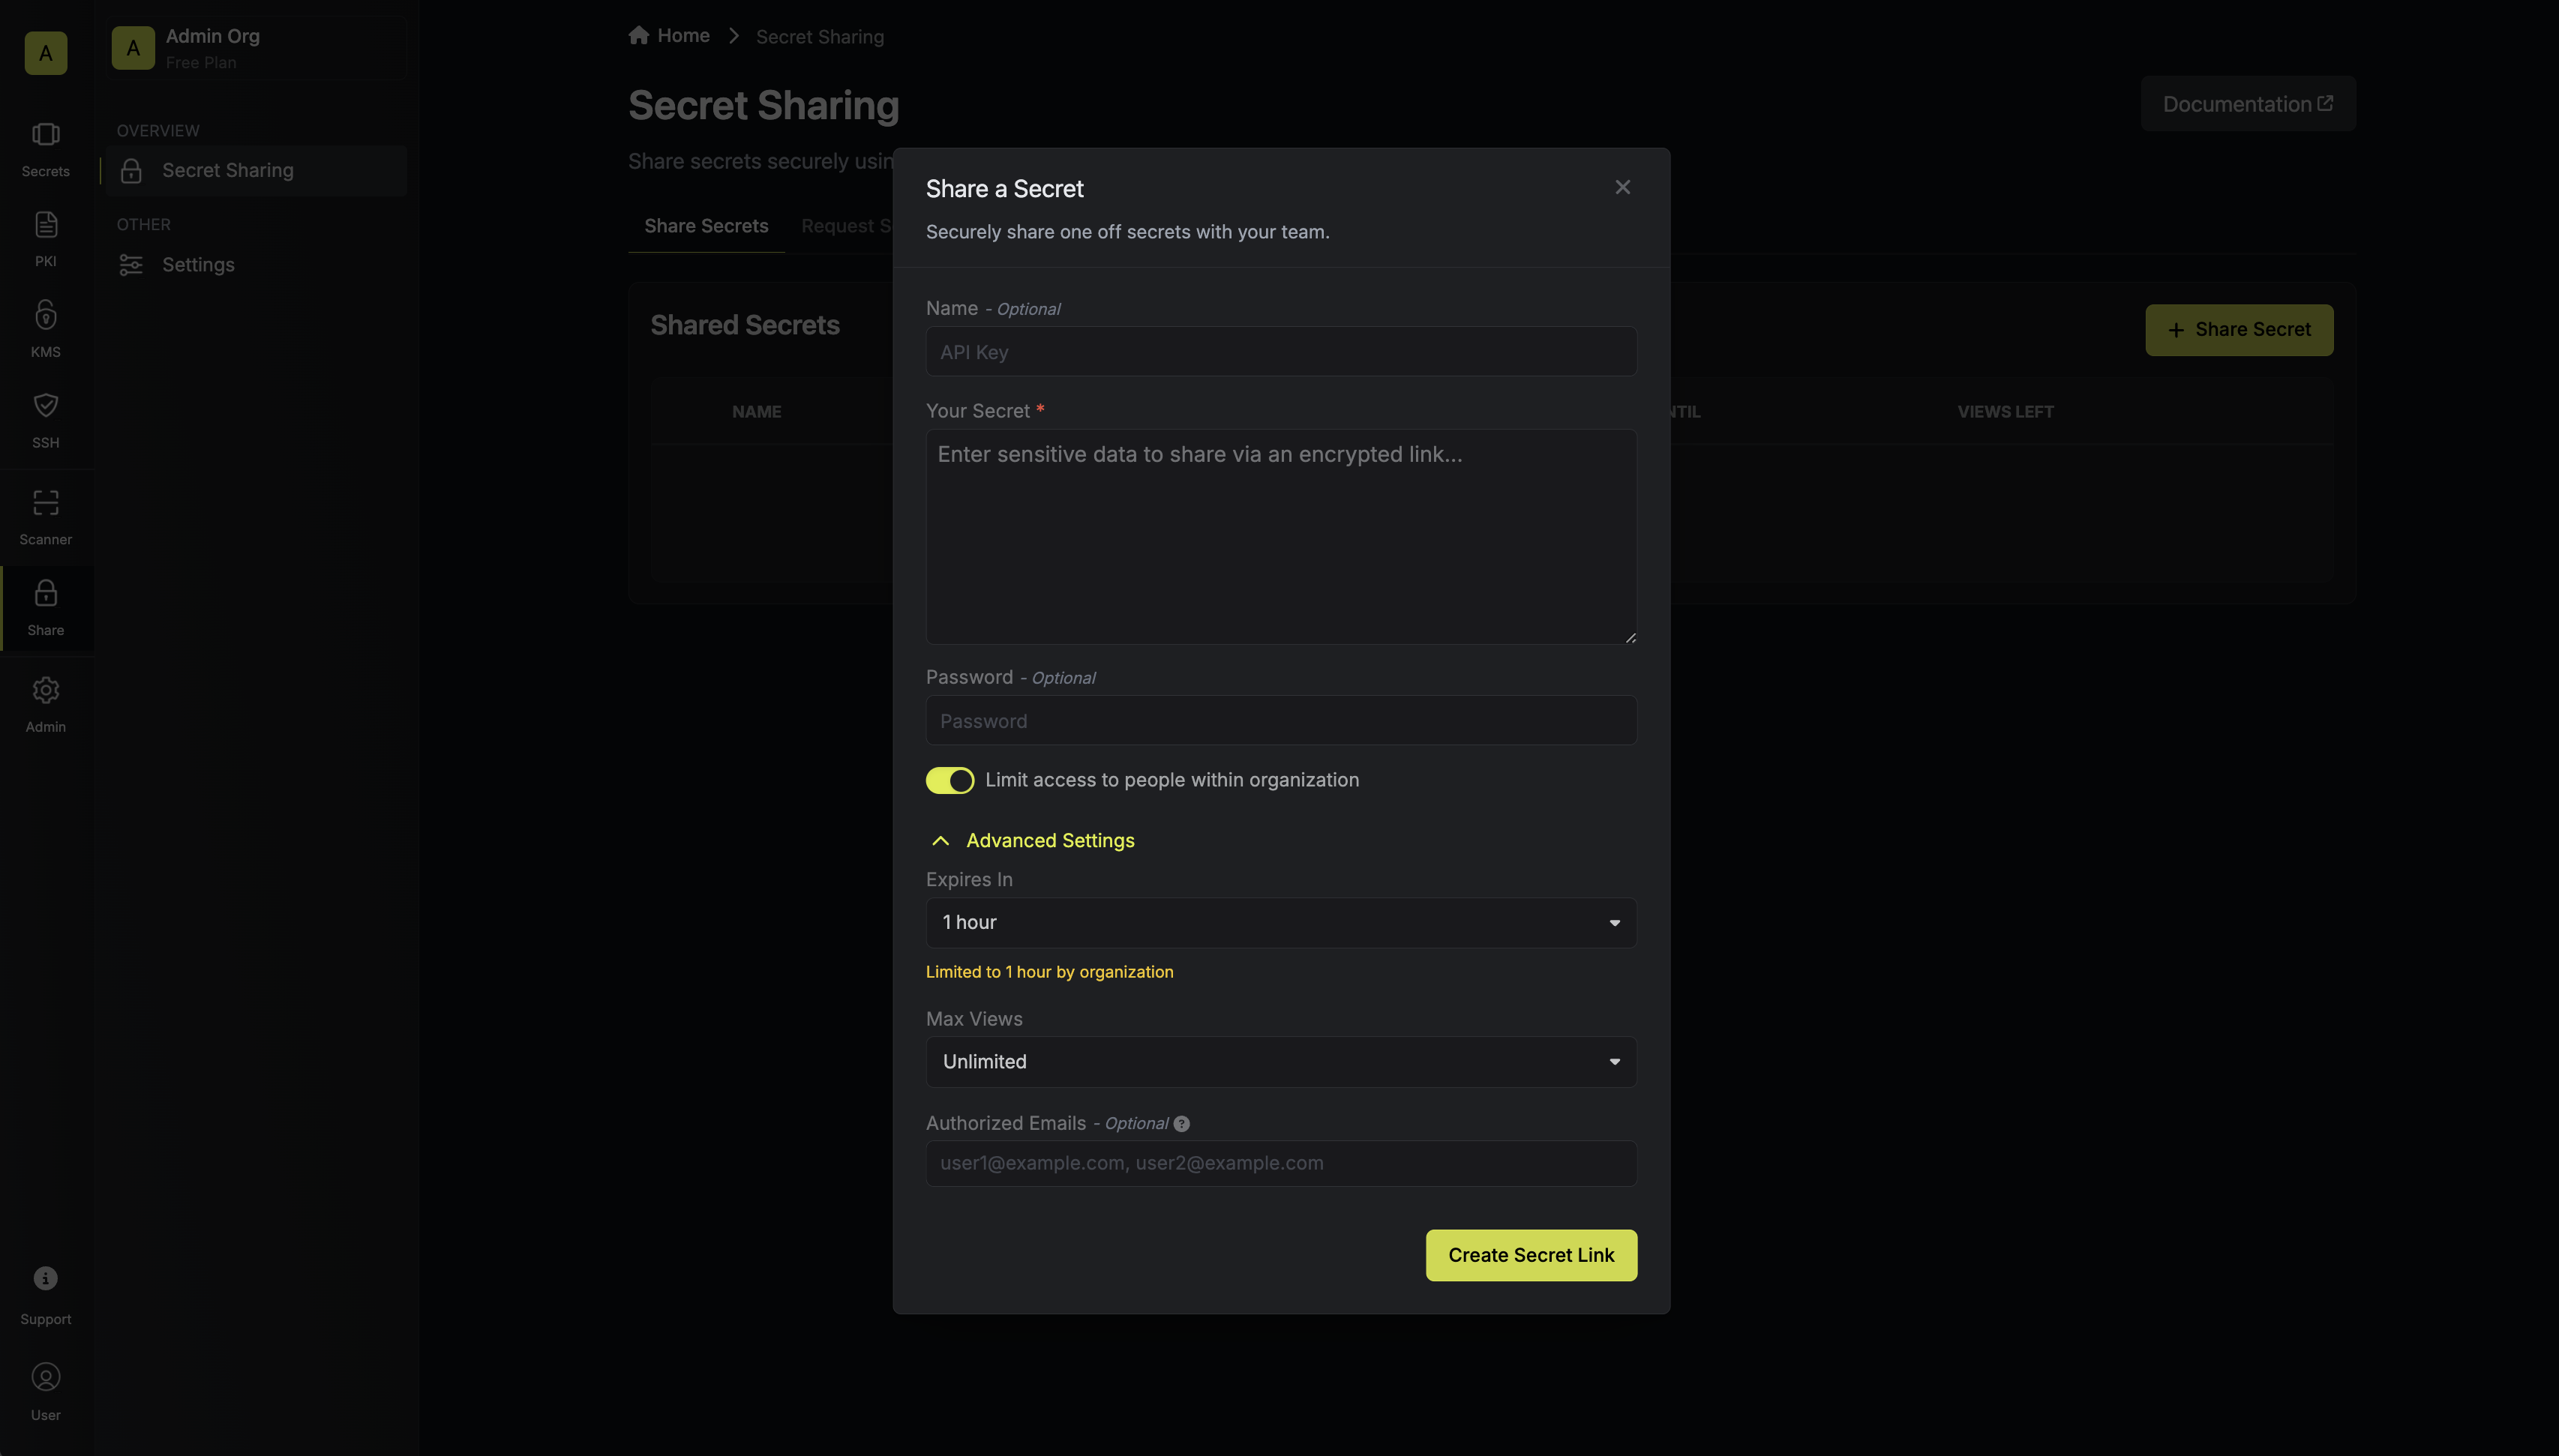 A
Secrets
PKI
KMS
SSH
Scanner
Share
Admin
Support
User
A
Admin Org
Free Plan
OVERVIEW
Secret Sharing
OTHER
Settings
Home
Secret Sharing
Secret Sharing
Documentation
Share secrets securely usin
Share Secrets
Request S
Shared Secrets
Share Secret
NAME
NTIL
VIEWS LEFT
Share a Secret
Securely share one off secrets with your team.
Name - Optional
API Key
Your Secret *
Enter sensitive data to share via an encrypted link...
Password - Optional
Password
Limit access to people within organization
Advanced Settings
Expires In
1 hour
Limited to 1 hour by organization
Max Views
Unlimited
Authorized Emails - Optional ?
user1@example.com, user2@example.com
Create Secret Link